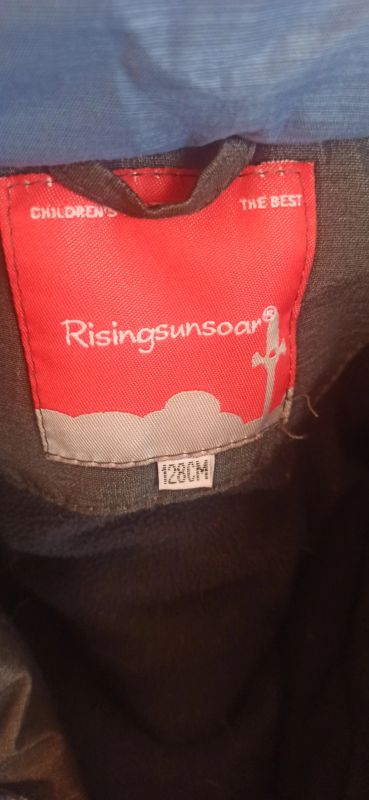 CHILDREN'S THE BEST
Risingsunsoar®
128CM